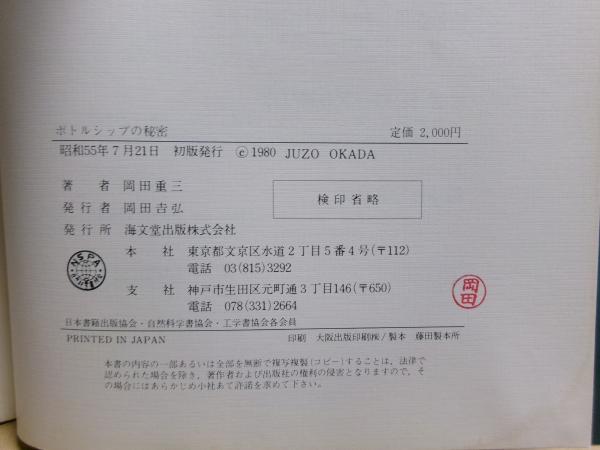 ボトルシップの秘密 定価 2,000円
昭和55年7月21日 初版発行 ⓒ1980 JUZO OKADA
著者 岡田重三
検印省略
発行者 岡田吉弘
発行所 海文堂出版株式会社
本社 東京都文京区水道2丁目5番4号(〒112)
電話 03(815)3292
支社 神戸市生田区元町通3丁目146(〒650)
電話 078(331)2664
NSPA
岡田
日本書籍出版協会・自然科学書協会・工学書協会各会員
PRINTED IN JAPAN 印刷 大阪出版印刷㈱/製本 藤田製本所
本書の内容の一部あるいは全部を無断で複写複製(コピー)することは、法律で
認められた場合を除き、著作者および出版社の権利の侵害となりますので、そ
の場合にはあらかじめ小社あて許諾を求めて下さい。